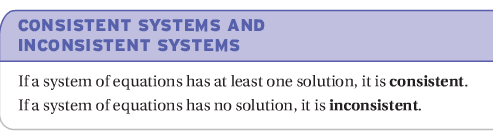 CONSISTENT SYSTEMS AND
INCONSISTENT SYSTEMS
If a system of equations has at least one solution, it is consistent.
If a system of equations has no solution, it is inconsistent.